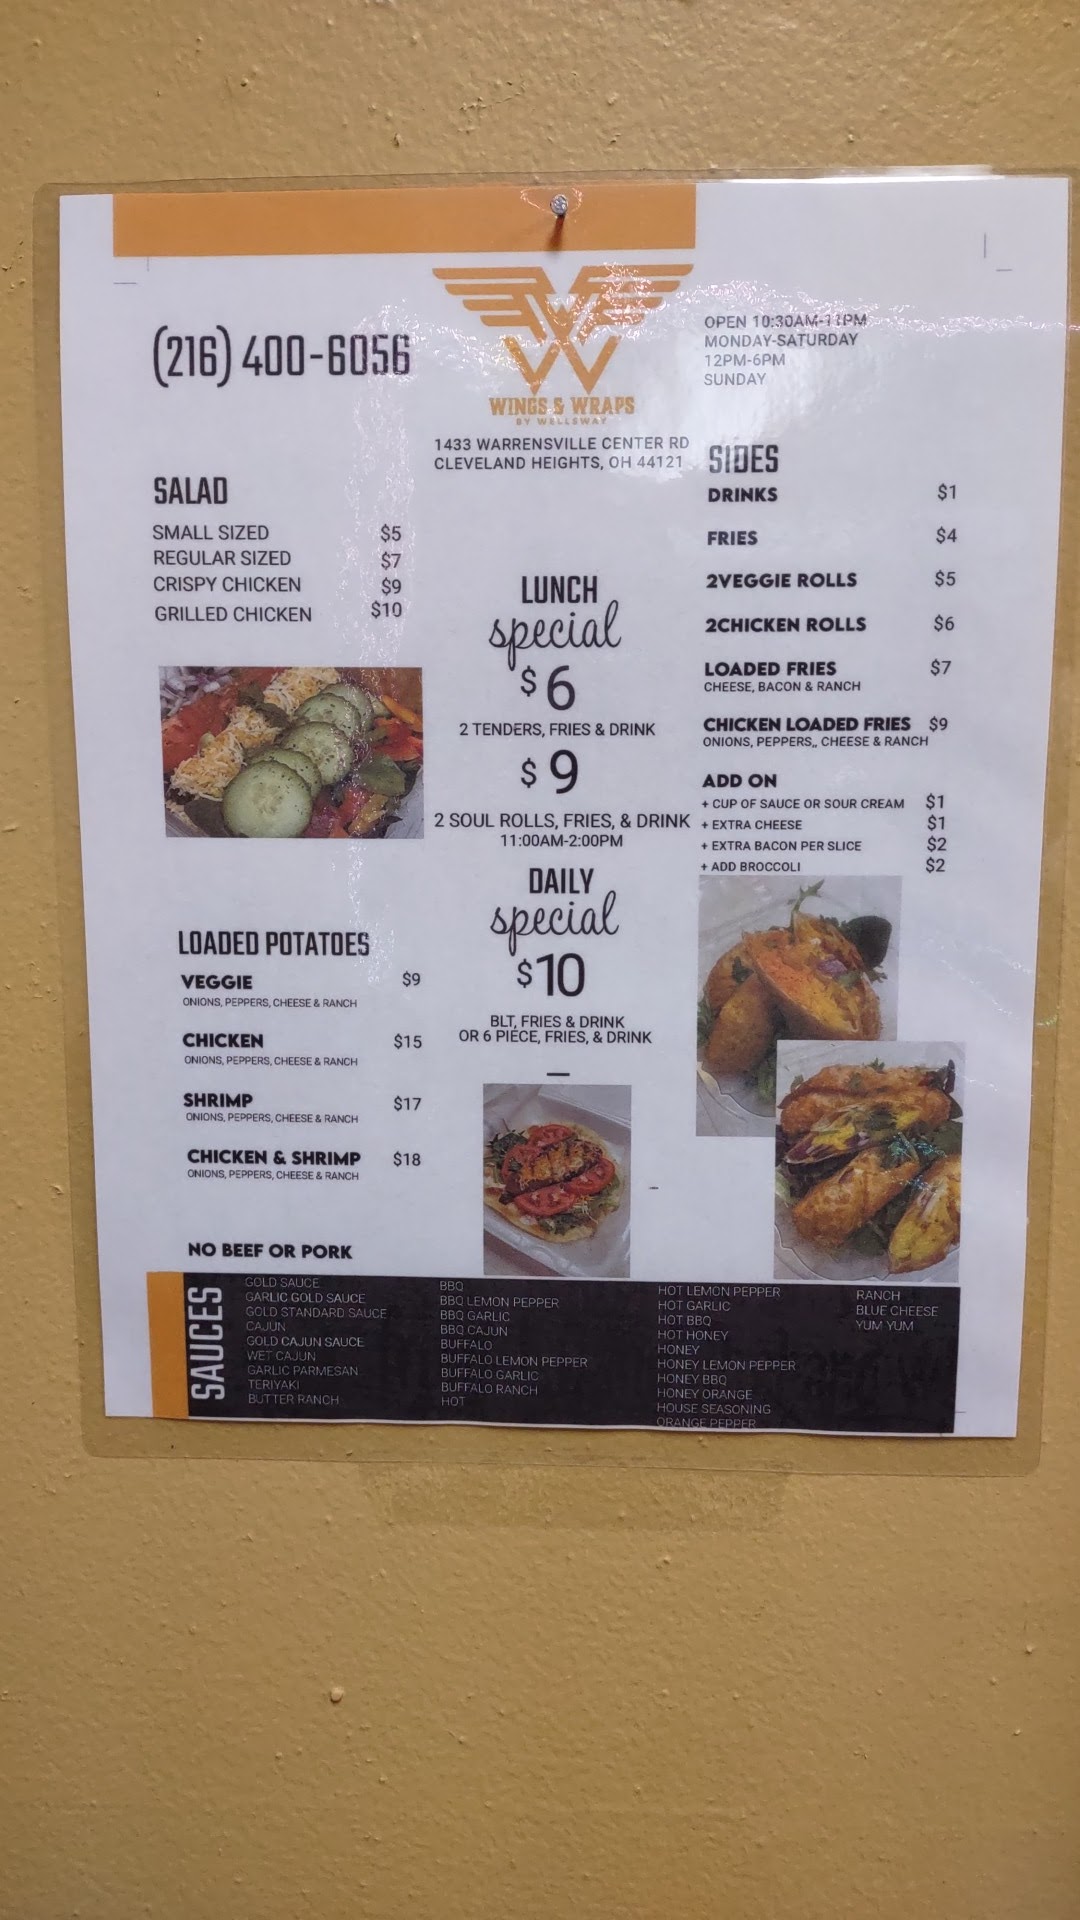 (216) 400-6056
WINGS & WRAPS
BY WELLSWAY
1433 WARRENSVILLE CENTER RD
CLEVELAND HEIGHTS, OH 44121
OPEN 10:30AM-11PM
MONDAY-SATURDAY
12PM-6PM
SUNDAY
SALAD
SMALL SIZED $5
REGULAR SIZED $7
CRISPY CHICKEN $9
GRILLED CHICKEN $10
LOADED POTATOES
VEGGIE $9
ONIONS, PEPPERS, CHEESE & RANCH
CHICKEN $15
ONIONS, PEPPERS, CHEESE & RANCH
SHRIMP $17
ONIONS, PEPPERS, CHEESE & RANCH
CHICKEN & SHRIMP $18
ONIONS, PEPPERS, CHEESE & RANCH
NO BEEF OR PORK
LUNCH
special
$6
2 TENDERS, FRIES & DRINK
$9
2 SOUL ROLLS, FRIES, & DRINK
11:00AM-2:00PM
DAILY
special
$10
BLT, FRIES & DRINK
OR 6 PIECE, FRIES, & DRINK
SIDES
DRINKS $1
FRIES $4
2VEGGIE ROLLS $5
2CHICKEN ROLLS $6
LOADED FRIES $7
CHEESE, BACON & RANCH
CHICKEN LOADED FRIES $9
ONIONS, PEPPERS,, CHEESE & RANCH
ADD ON
+ CUP OF SAUCE OR SOUR CREAM $1
+ EXTRA CHEESE $1
+ EXTRA BACON PER SLICE $2
+ ADD BROCCOLI $2
SAUCES
GOLD SAUCE
GARLIC GOLD SAUCE
GOLD STANDARD SAUCE
CAJUN
GOLD CAJUN SAUCE
WET CAJUN
GARLIC PARMESAN
TERIYAKI
BUTTER RANCH
BBQ
BBQ LEMON PEPPER
BBQ GARLIC
BBQ CAJUN
BUFFALO
BUFFALO LEMON PEPPER
BUFFALO GARLIC
BUFFALO RANCH
HOT
HOT LEMON PEPPER
HOT GARLIC
HOT BBQ
HOT HONEY
HONEY
HONEY LEMON PEPPER
HONEY BBQ
HONEY ORANGE
HOUSE SEASONING
ORANGE PEPPER
RANCH
BLUE CHEESE
YUM YUM